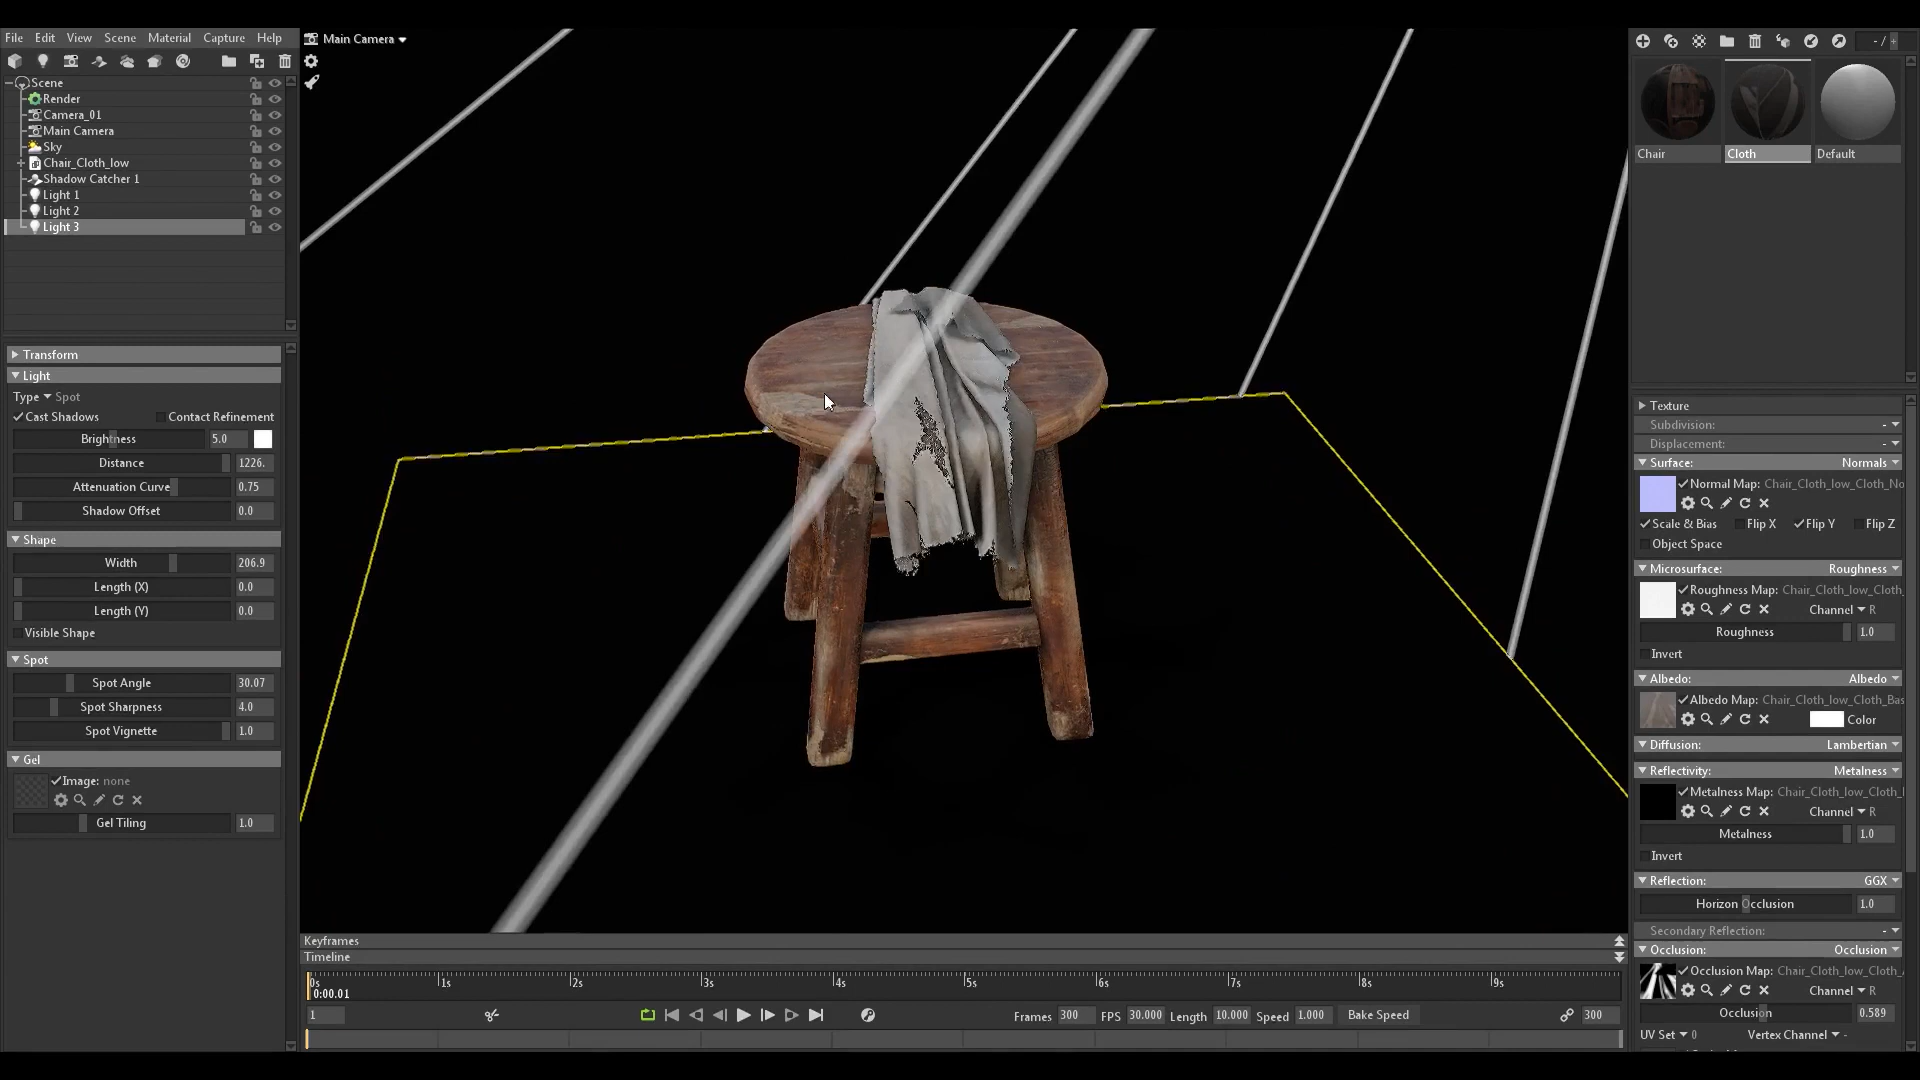 File Edit View Scene Material Capture Help
Scene
Render
Camera_01
Main Camera
Sky
Chair_Cloth_low
Shadow Catcher 1
Light 1
Light 2
Light 3
Transform
Light
Type Spot
Cast Shadows Contact Refinement
Brightness 5.0
Distance 1226.
Attenuation Curve 0.75
Shadow Offset 0.0
Shape
Width 206.9
Length (X) 0.0
Length (Y) 0.0
Visible Shape
Spot
Spot Angle 30.07
Spot Sharpness 4.0
Spot Vignette 1.0
Gel
Image: none
Gel Tiling 1.0
Main Camera
Keyframes
Timeline
0s 1s 2s 3s 4s 5s 6s 7s 8s 9s
0:00.01
1 Frames 300 FPS 30.000 Length 10.000 Speed 1.000 Bake Speed 300
- /
Chair Cloth Default
Texture
Subdivision: -
Displacement: -
Surface: Normals
Normal Map: Chair_Cloth_low_Cloth_No
Scale & Bias Flip X Flip Y Flip Z
Object Space
Microsurface: Roughness
Roughness Map: Chair_Cloth_low_Cloth_
Channel R
Roughness 1.0
Invert
Albedo: Albedo
Albedo Map: Chair_Cloth_low_Cloth_Bas
Color
Diffusion: Lambertian
Reflectivity: Metalness
Metalness Map: Chair_Cloth_low_Cloth_
Channel R
Metalness 1.0
Invert
Reflection: GGX
Horizon Occlusion 1.0
Secondary Reflection: -
Occlusion: Occlusion
Occlusion Map: Chair_Cloth_low_Cloth_
Channel R
Occlusion 0.589
UV Set 0 Vertex Channel -